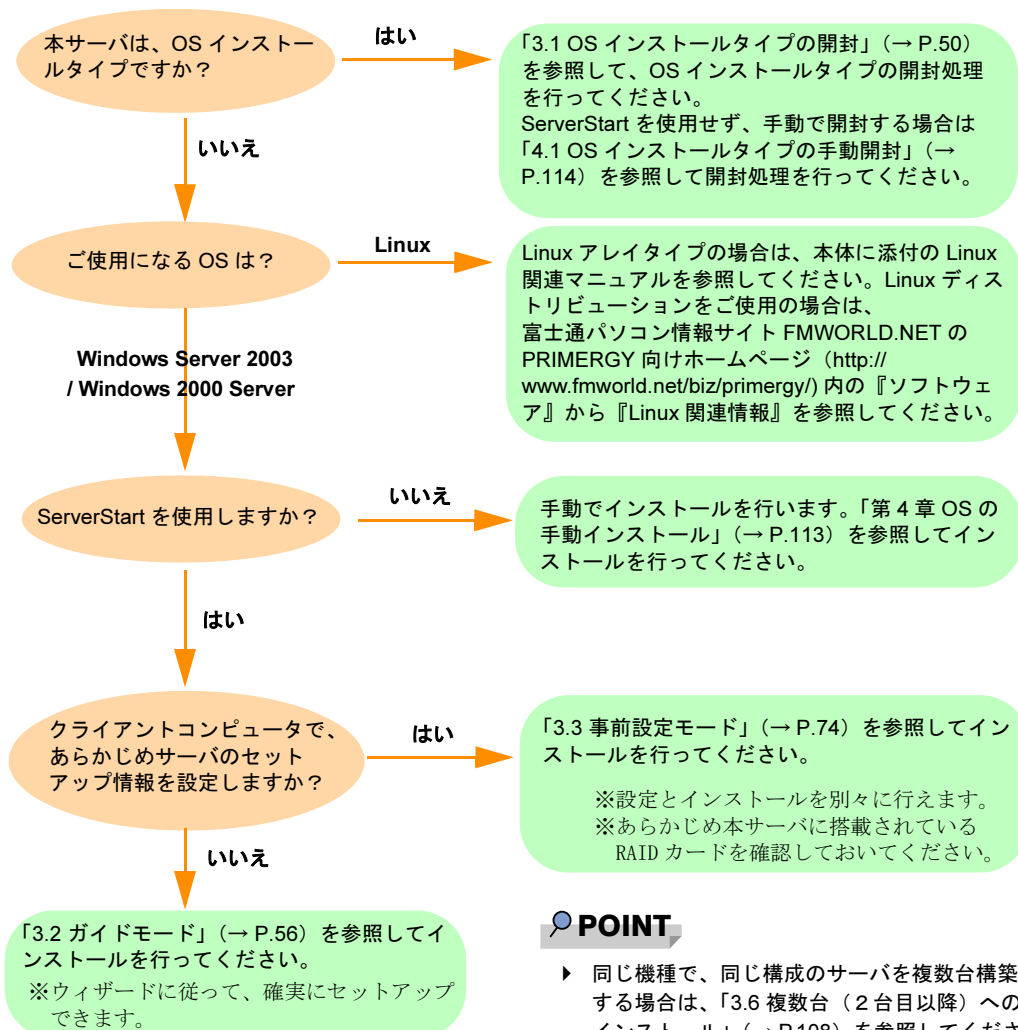 本サーバは、OS インストー
ルタイプですか？
はい
「3.1 OS インストールタイプの開封」（→ P.50）
を参照して、OS インストールタイプの開封処理
を行ってください。
ServerStart を使用せず、手動で開封する場合は
「4.1 OS インストールタイプの手動開封」（→
P.114）を参照して開封処理を行ってください。
いいえ
ご使用になる OS は？
Linux
Linux アレイタイプの場合は、本体に添付の Linux
関連マニュアルを参照してください。Linux ディス
トリビューションをご使用の場合は、
富士通パソコン情報サイト FMWORLD.NET の
PRIMERGY 向けホームページ（http://
www.fmworld.net/biz/primergy/) 内の『ソフトウェ
ア』から『Linux 関連情報』を参照してください。
Windows Server 2003
/ Windows 2000 Server
ServerStart を使用しますか？
いいえ
手動でインストールを行います。「第 4 章 OS の
手動インストール」（→ P.113）を参照してイン
ストールを行ってください。
はい
クライアントコンピュータで、
あらかじめサーバのセット
アップ情報を設定しますか？
はい
「3.3 事前設定モード」（→ P.74）を参照してイン
ストールを行ってください。
※設定とインストールを別々に行えます。
※あらかじめ本サーバに搭載されている
RAID カードを確認しておいてください。
いいえ
「3.2 ガイドモード」（→ P.56）を参照してイ
ンストールを行ってください。
※ウィザードに従って、確実にセットアップ
できます。
POINT
同じ機種で、同じ構成のサーバを複数台構築
する場合は、「3.6 複数台（２台目以降）への
インストール」（→ P.108）を参照してくださ